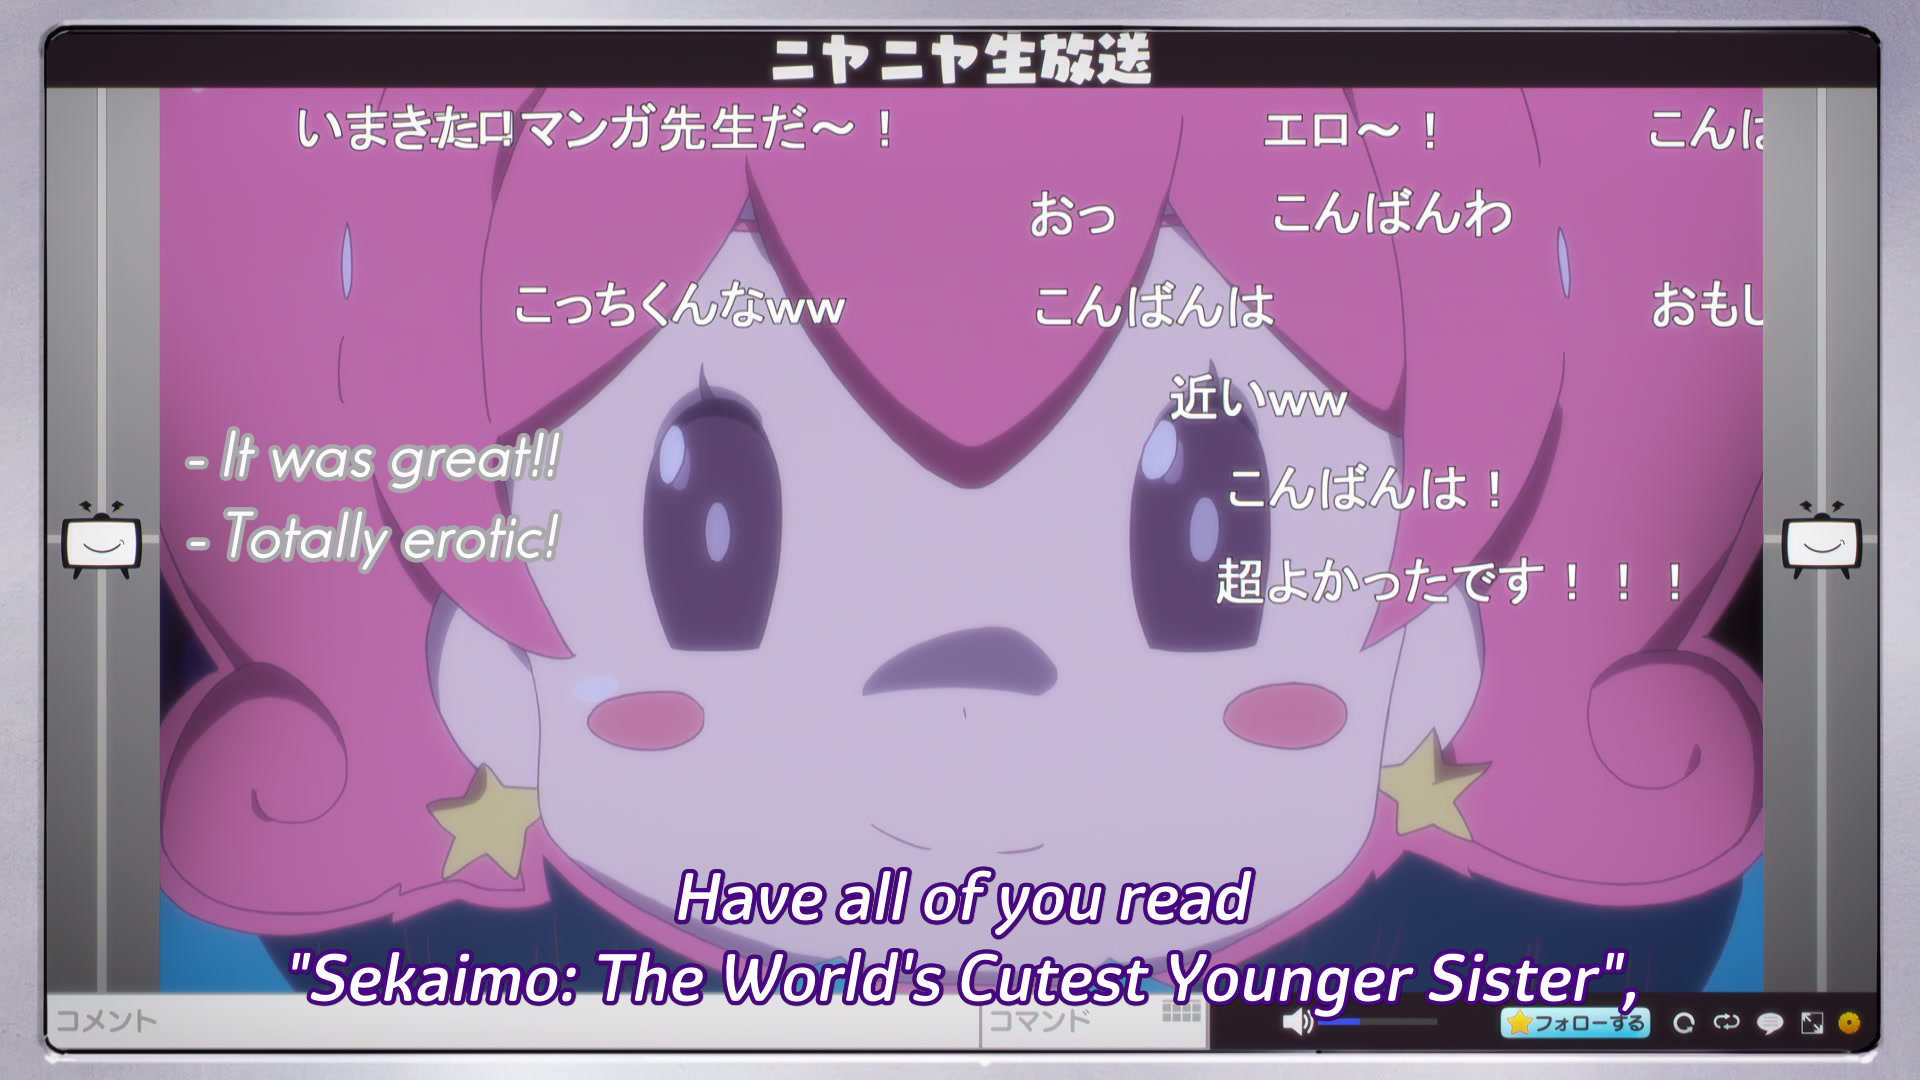 ニヤニヤ生放送
いまきた!
ロマンガ先生だ～！
エロ～！
こんは
おっ
こんばんわ
こっちくんなww
こんばんは
おもし
近いww
- It was great!!
こんばんは！
- Totally erotic!
超よかったです！！！
Have all of you read
"Sekaimo: The World's Cutest Younger Sister",
コメント
コマンド
フォローする